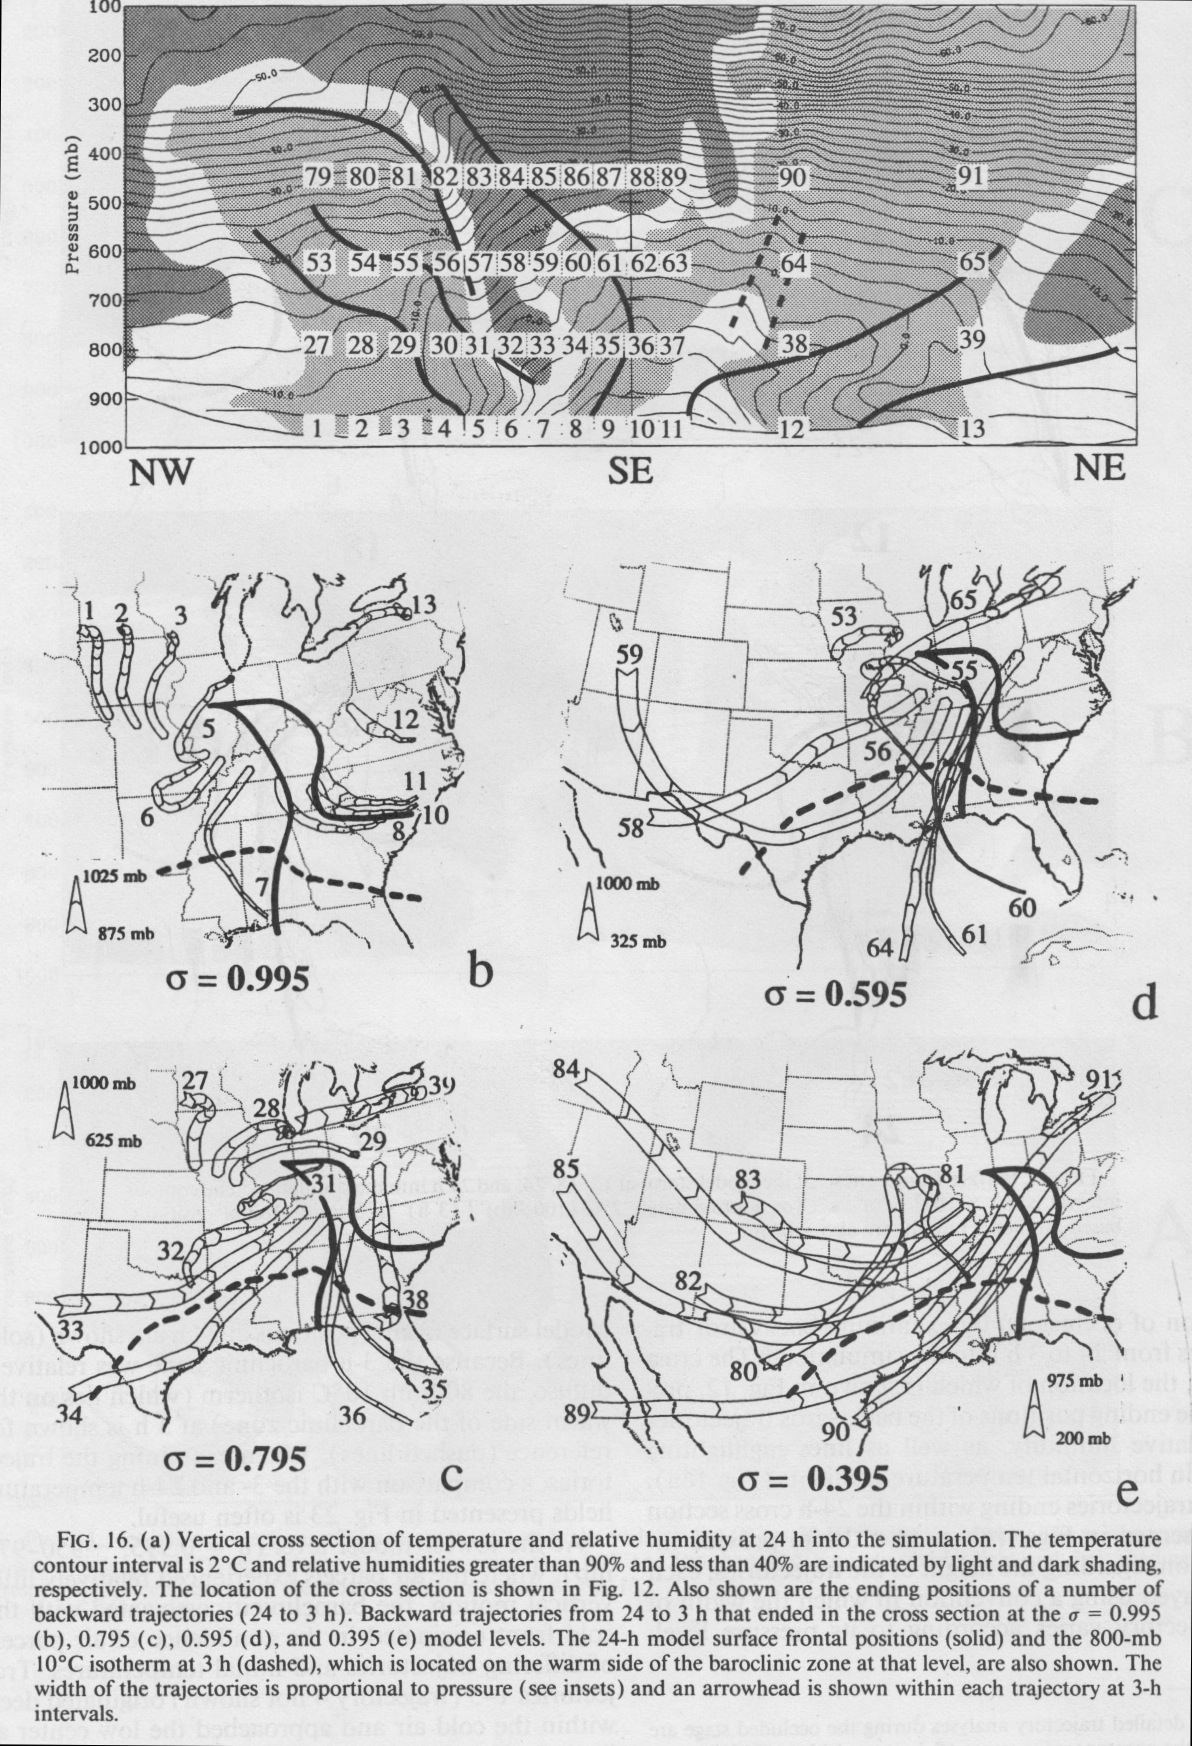 100
200
300
400
500
600
700
800
900
1000
Pressure (mb)
79 80 81 82 83 84 85 86 87 88 89 90 91
53 54 55 56 57 58 59 60 61 62 63 64 65
27 28 29 30 31 32 33 34 35 36 37 38 39
1 2 3 4 5 6 7 8 9 10 11 12 13
NW SE NE
1 2 3 13
5 12
6 11
10
8
7
1025 mb
875 mb
σ = 0.995
b
53 65
59 55
56
58
60
61
64
1000 mb
325 mb
σ = 0.595
d
1000 mb
625 mb
27 28 39
29
31
32
38
33
35
34 36
σ = 0.795
c
84 91
85 83 81
82
80
89 90
975 mb
200 mb
σ = 0.395
e
FIG. 16. (a) Vertical cross section of temperature and relative humidity at 24 h into the simulation. The temperature
contour interval is 2°C and relative humidities greater than 90% and less than 40% are indicated by light and dark shading,
respectively. The location of the cross section is shown in Fig. 12. Also shown are the ending positions of a number of
backward trajectories (24 to 3 h). Backward trajectories from 24 to 3 h that ended in the cross section at the σ = 0.995
(b), 0.795 (c), 0.595 (d), and 0.395 (e) model levels. The 24-h model surface frontal positions (solid) and the 800-mb
10°C isotherm at 3 h (dashed), which is located on the warm side of the baroclinic zone at that level, are also shown. The
width of the trajectories is proportional to pressure (see insets) and an arrowhead is shown within each trajectory at 3-h
intervals.